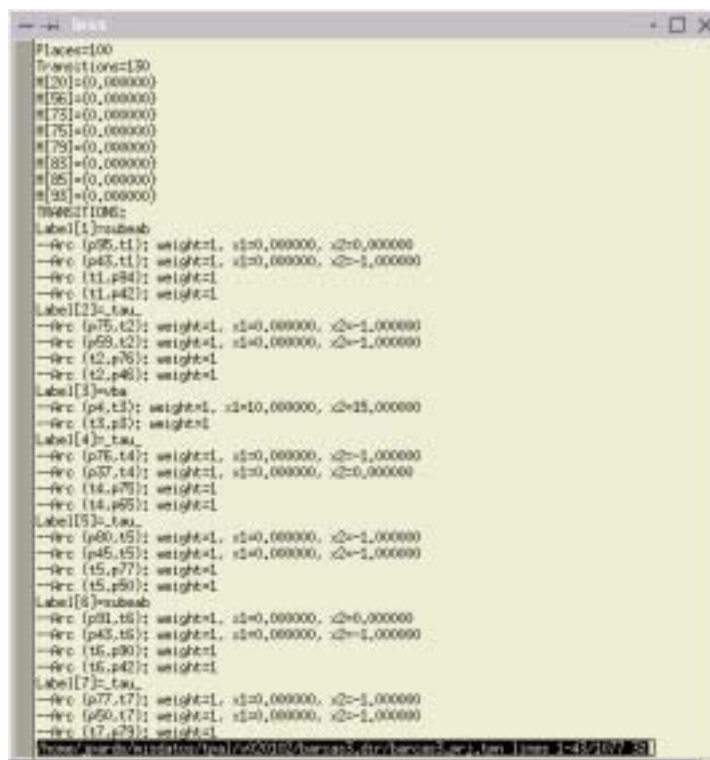 less
Places=100
Transitions=130
M[20]={0,000000}
M[56]={0,000000}
M[73]={0,000000}
M[75]={0,000000}
M[79]={0,000000}
M[83]={0,000000}
M[85]={0,000000}
M[93]={0,000000}
TRANSITIONS:
Label[1]=subeab
--Arc (p95,t1); weight=1, x1=0,000000, x2=0,000000
--Arc (p43,t1); weight=1, x1=0,000000, x2=-1,000000
--Arc (t1,p94); weight=1
--Arc (t1,p42); weight=1
Label[2]=_tau_
--Arc (p75,t2); weight=1, x1=0,000000, x2=-1,000000
--Arc (p59,t2); weight=1, x1=0,000000, x2=-1,000000
--Arc (t2,p76); weight=1
--Arc (t2,p46); weight=1
Label[3]=vba
--Arc (p4,t3); weight=1, x1=10,000000, x2=15,000000
--Arc (t3,p3); weight=1
Label[4]=_tau_
--Arc (p76,t4); weight=1, x1=0,000000, x2=-1,000000
--Arc (p37,t4); weight=1, x1=0,000000, x2=0,000000
--Arc (t4,p75); weight=1
--Arc (t4,p65); weight=1
Label[5]=_tau_
--Arc (p80,t5); weight=1, x1=0,000000, x2=-1,000000
--Arc (p45,t5); weight=1, x1=0,000000, x2=-1,000000
--Arc (t5,p77); weight=1
--Arc (t5,p50); weight=1
Label[6]=subeab
--Arc (p91,t6); weight=1, x1=0,000000, x2=0,000000
--Arc (p43,t6); weight=1, x1=0,000000, x2=-1,000000
--Arc (t6,p90); weight=1
--Arc (t6,p42); weight=1
Label[7]=_tau_
--Arc (p77,t7); weight=1, x1=0,000000, x2=-1,000000
--Arc (p50,t7); weight=1, x1=0,000000, x2=-1,000000
--Arc (t7,p79); weight=1
lines 1-43/1077